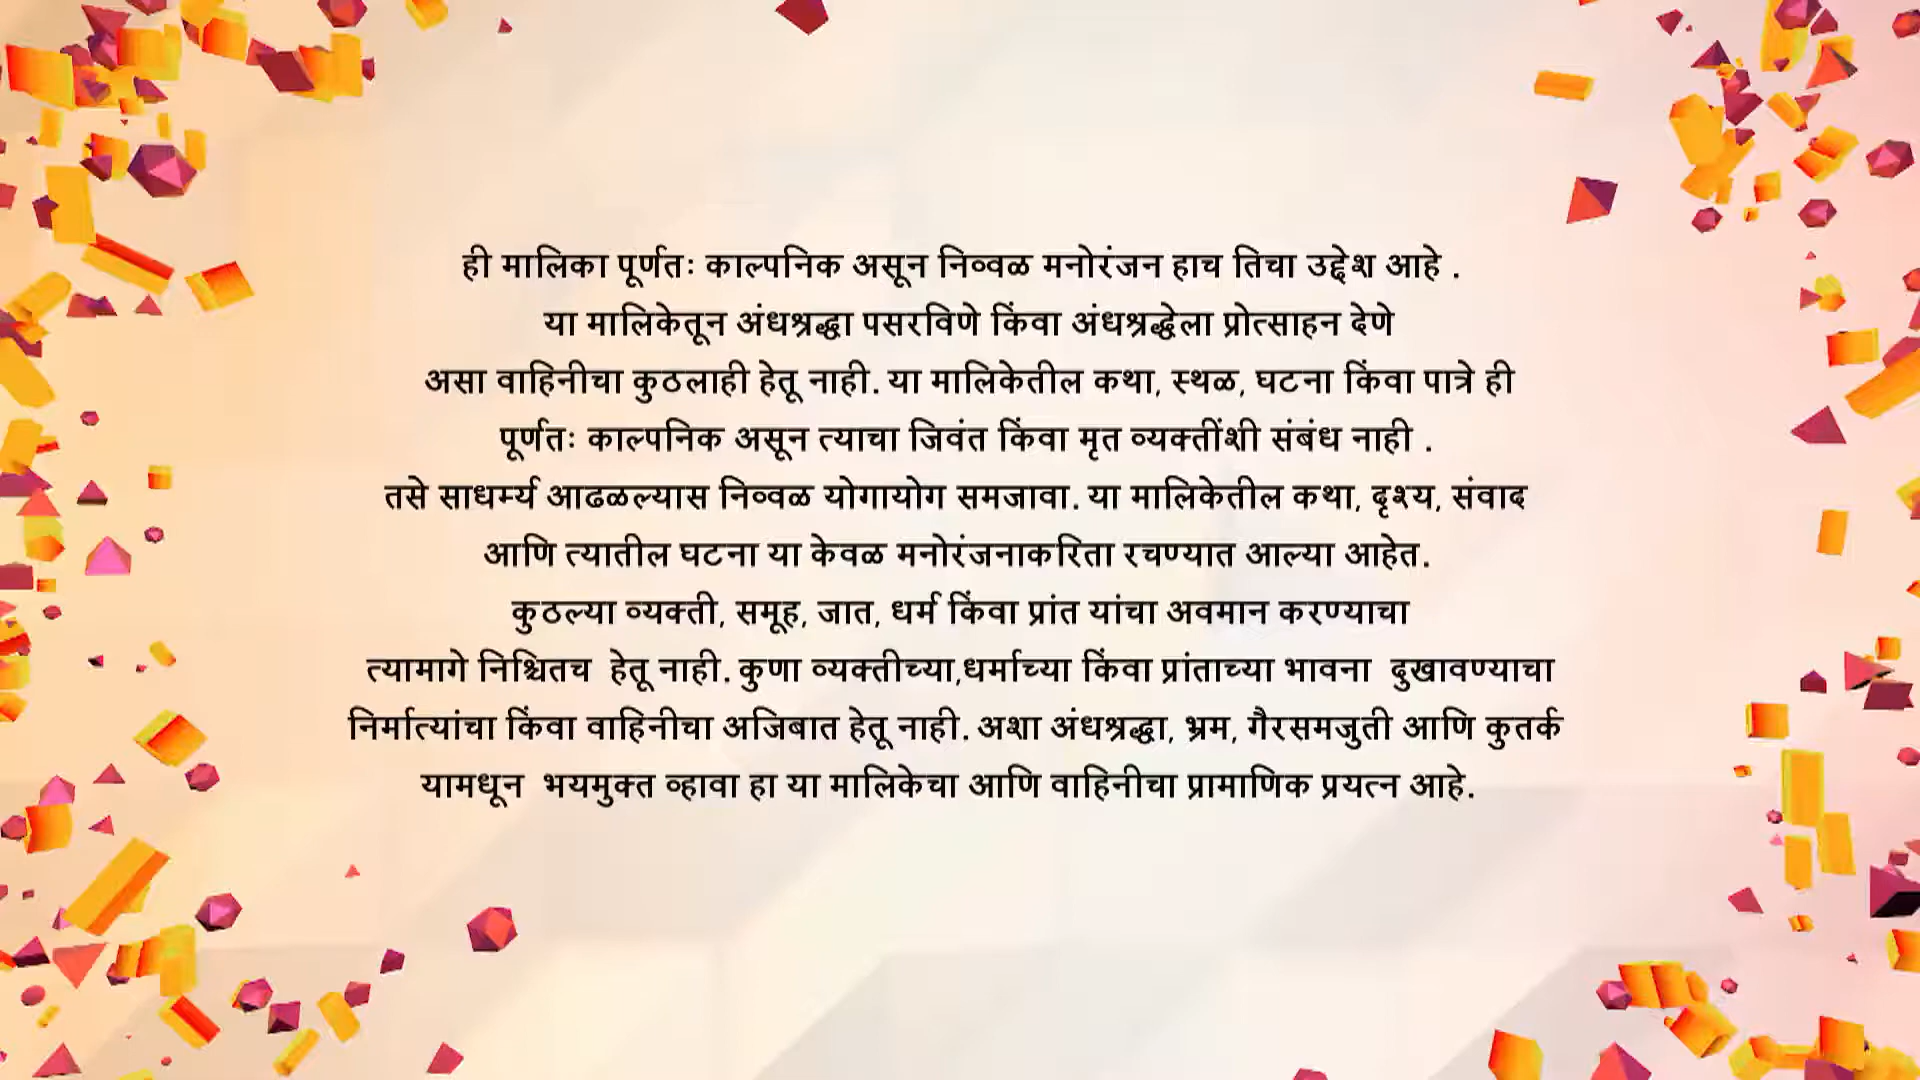 ही मालिका पूर्णतः काल्पनिक असून निव्वळ मनोरंजन हाच तिचा उद्देश आहे .
या मालिकेतून अंधश्रद्धा पसरविणे किंवा अंधश्रद्धेला प्रोत्साहन देणे
असा वाहिनीचा कुठलाही हेतू नाही. या मालिकेतील कथा, स्थळ, घटना किंवा पात्रे ही
पूर्णतः काल्पनिक असून त्याचा जिवंत किंवा मृत व्यक्तींशी संबंध नाही .
तसे साधर्म्य आढळल्यास निव्वळ योगायोग समजावा. या मालिकेतील कथा, दृश्य, संवाद
आणि त्यातील घटना या केवळ मनोरंजनाकरिता रचण्यात आल्या आहेत.
कुठल्या व्यक्ती, समूह, जात, धर्म किंवा प्रांत यांचा अवमान करण्याचा
त्यामागे निश्चितच  हेतू नाही. कुणा व्यक्तीच्या,धर्माच्या किंवा प्रांताच्या भावना  दुखावण्याचा
निर्मात्यांचा किंवा वाहिनीचा अजिबात हेतू नाही. अशा अंधश्रद्धा, भ्रम, गैरसमजुती आणि कुतर्क
यामधून  भयमुक्त व्हावा हा या मालिकेचा आणि वाहिनीचा प्रामाणिक प्रयत्न आहे.